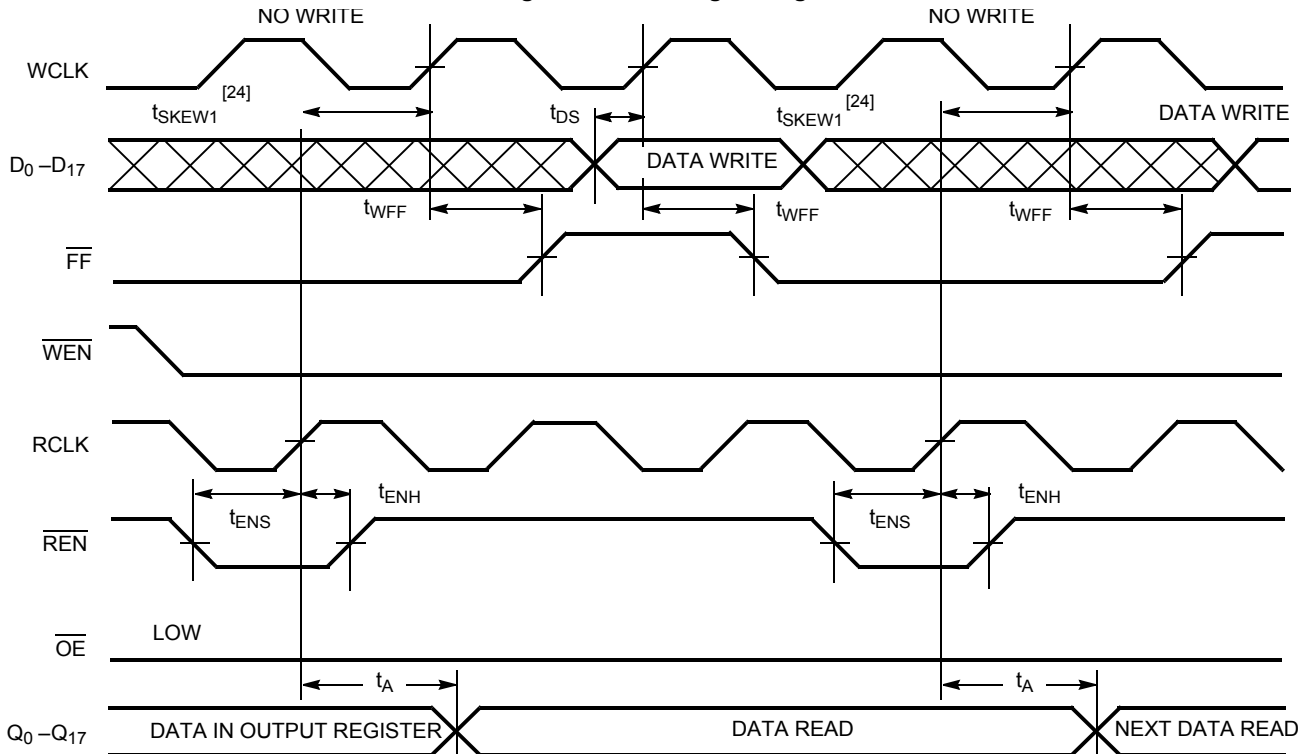 NO WRITE NO WRITE
WCLK
tSKEW1 [24] tDS tSKEW1 [24] DATA WRITE
D0 –D17 DATA WRITE
tWFF tWFF tWFF
FF
WEN
RCLK
tENS tENH tENS tENH
REN
OE LOW
tA tA
Q0 –Q17 DATA IN OUTPUT REGISTER DATA READ NEXT DATA READ